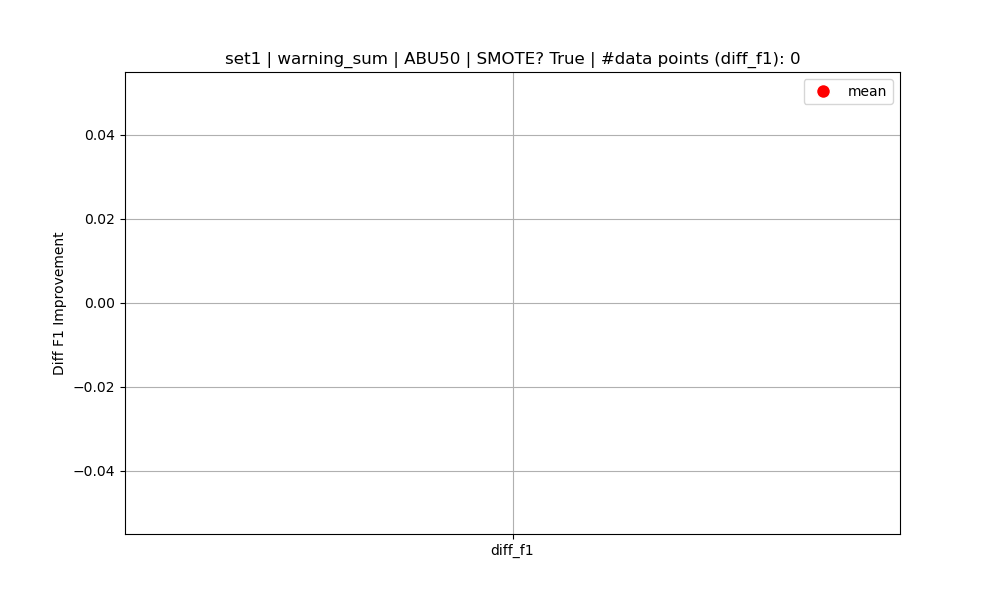 set1 | warning_sum | ABU50 | SMOTE? True | #data points (diff_f1): 0
mean
0.04
0.02
0.00
−0.02
−0.04
Diff F1 Improvement
diff_f1